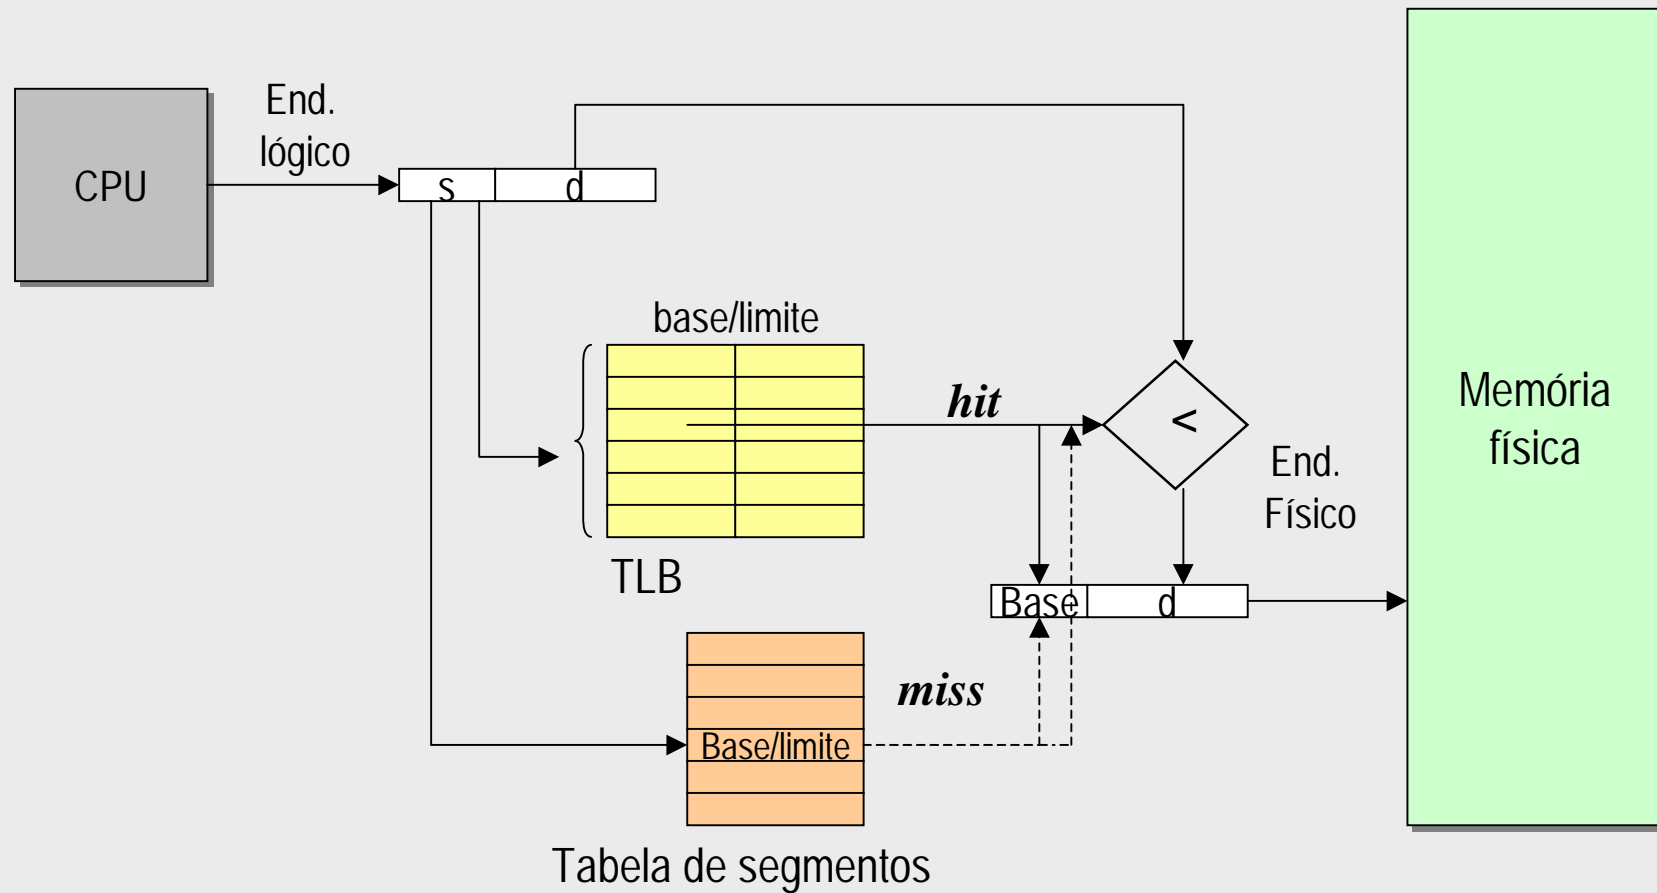 End.
lógico
CPU
s
d
base/limite
hit
<
Memória
física
End.
Físico
TLB
Base
d
miss
Base/limite
Tabela de segmentos